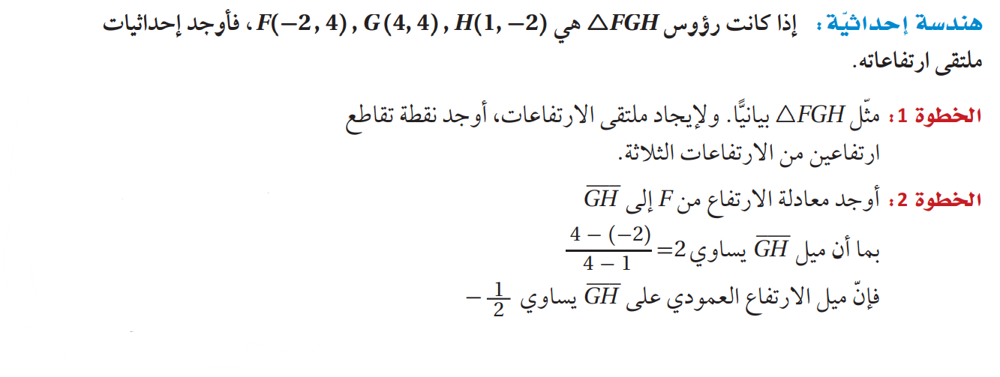 هندسة إحداثيّة: إذا كانت رؤوس △FGH هي F(−2, 4), G(4, 4), H(1, −2) ، فأوجد إحداثيات
ملتقى ارتفاعاته.
الخطوة 1: مثّل △FGH بيانيًّا. ولإيجاد ملتقى الارتفاعات، أوجد نقطة تقاطع
ارتفاعين من الارتفاعات الثلاثة.
الخطوة 2: أوجد معادلة الارتفاع من F إلى \overline{GH}
بما أن ميل \overline{GH} يساوي \frac{4 − (−2)}{4 − 1} = 2
فإنّ ميل الارتفاع العمودي على \overline{GH} يساوي −\frac{1}{2}